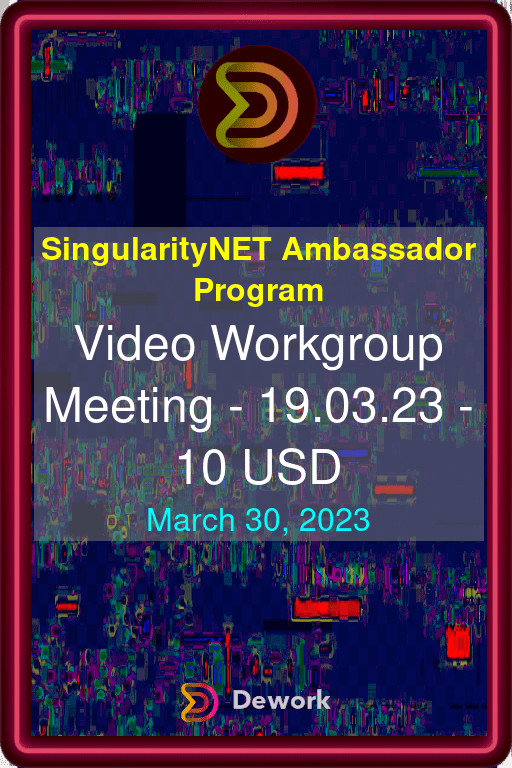 SingularityNET Ambassador
Program
Video Workgroup
Meeting - 19.03.23 -
10 USD
March 30, 2023
Dework